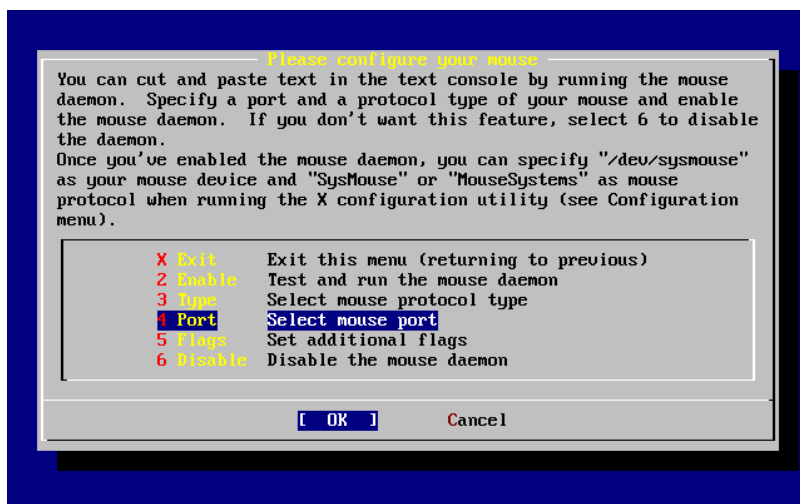 Please configure your mouse
You can cut and paste text in the text console by running the mouse
daemon.  Specify a port and a protocol type of your mouse and enable
the mouse daemon.  If you don't want this feature, select 6 to disable
the daemon.
Once you've enabled the mouse daemon, you can specify "/dev/sysmouse"
as your mouse device and "SysMouse" or "MouseSystems" as mouse
protocol when running the X configuration utility (see Configuration
menu).
X Exit Exit this menu (returning to previous)
2 Enable Test and run the mouse daemon
3 Type Select mouse protocol type
4 Port Select mouse port
5 Flags Set additional flags
6 Disable Disable the mouse daemon
[ OK ] Cancel